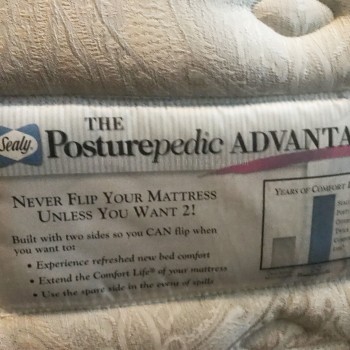 Sealy
THE
Posturepedic ADVANTA
NEVER FLIP YOUR MATTRESS
UNLESS YOU WANT 2!
Built with two sides so you CAN flip when
you want to:
• Experience refreshed new bed comfort
• Extend the Comfort Life® of your mattress
• Use the spare side in the event of spills
YEARS OF COMFORT